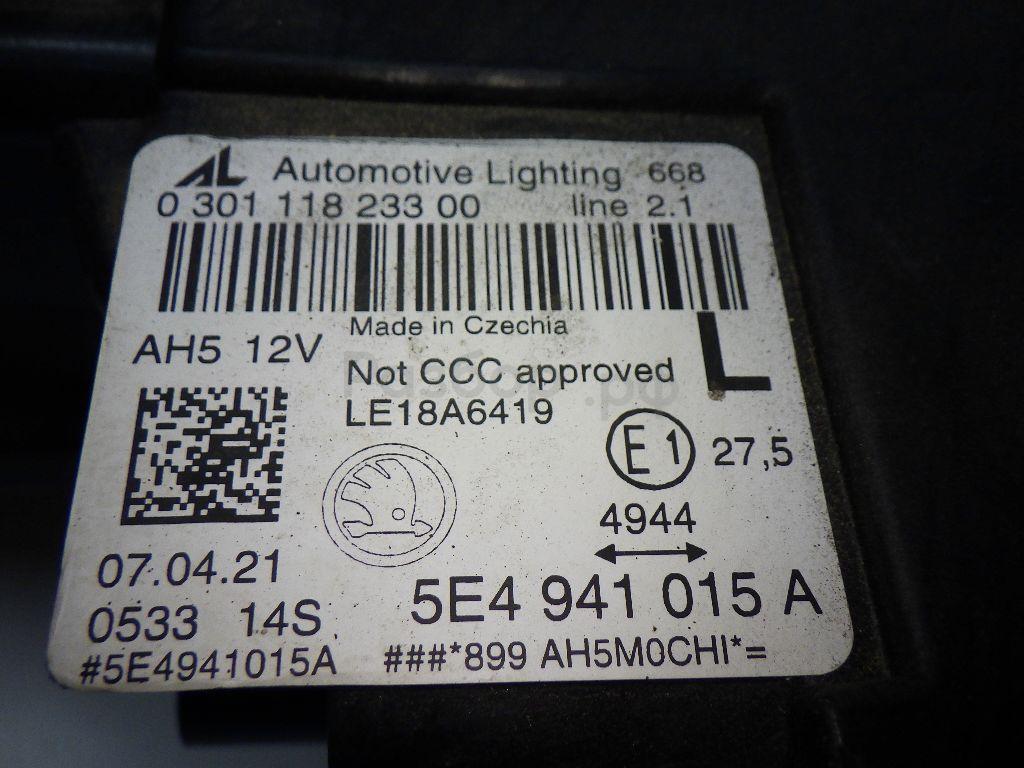 AL Automotive Lighting 668
0 301 118 233 00 line 2.1
Made in Czechia
AH5 12V
L
Not CCC approved
LE18A6419
E1 27,5
4944
07.04.21
5E4 941 015 A
0533 14S
#5E4941015A ###*899 AH5M0CHI*=